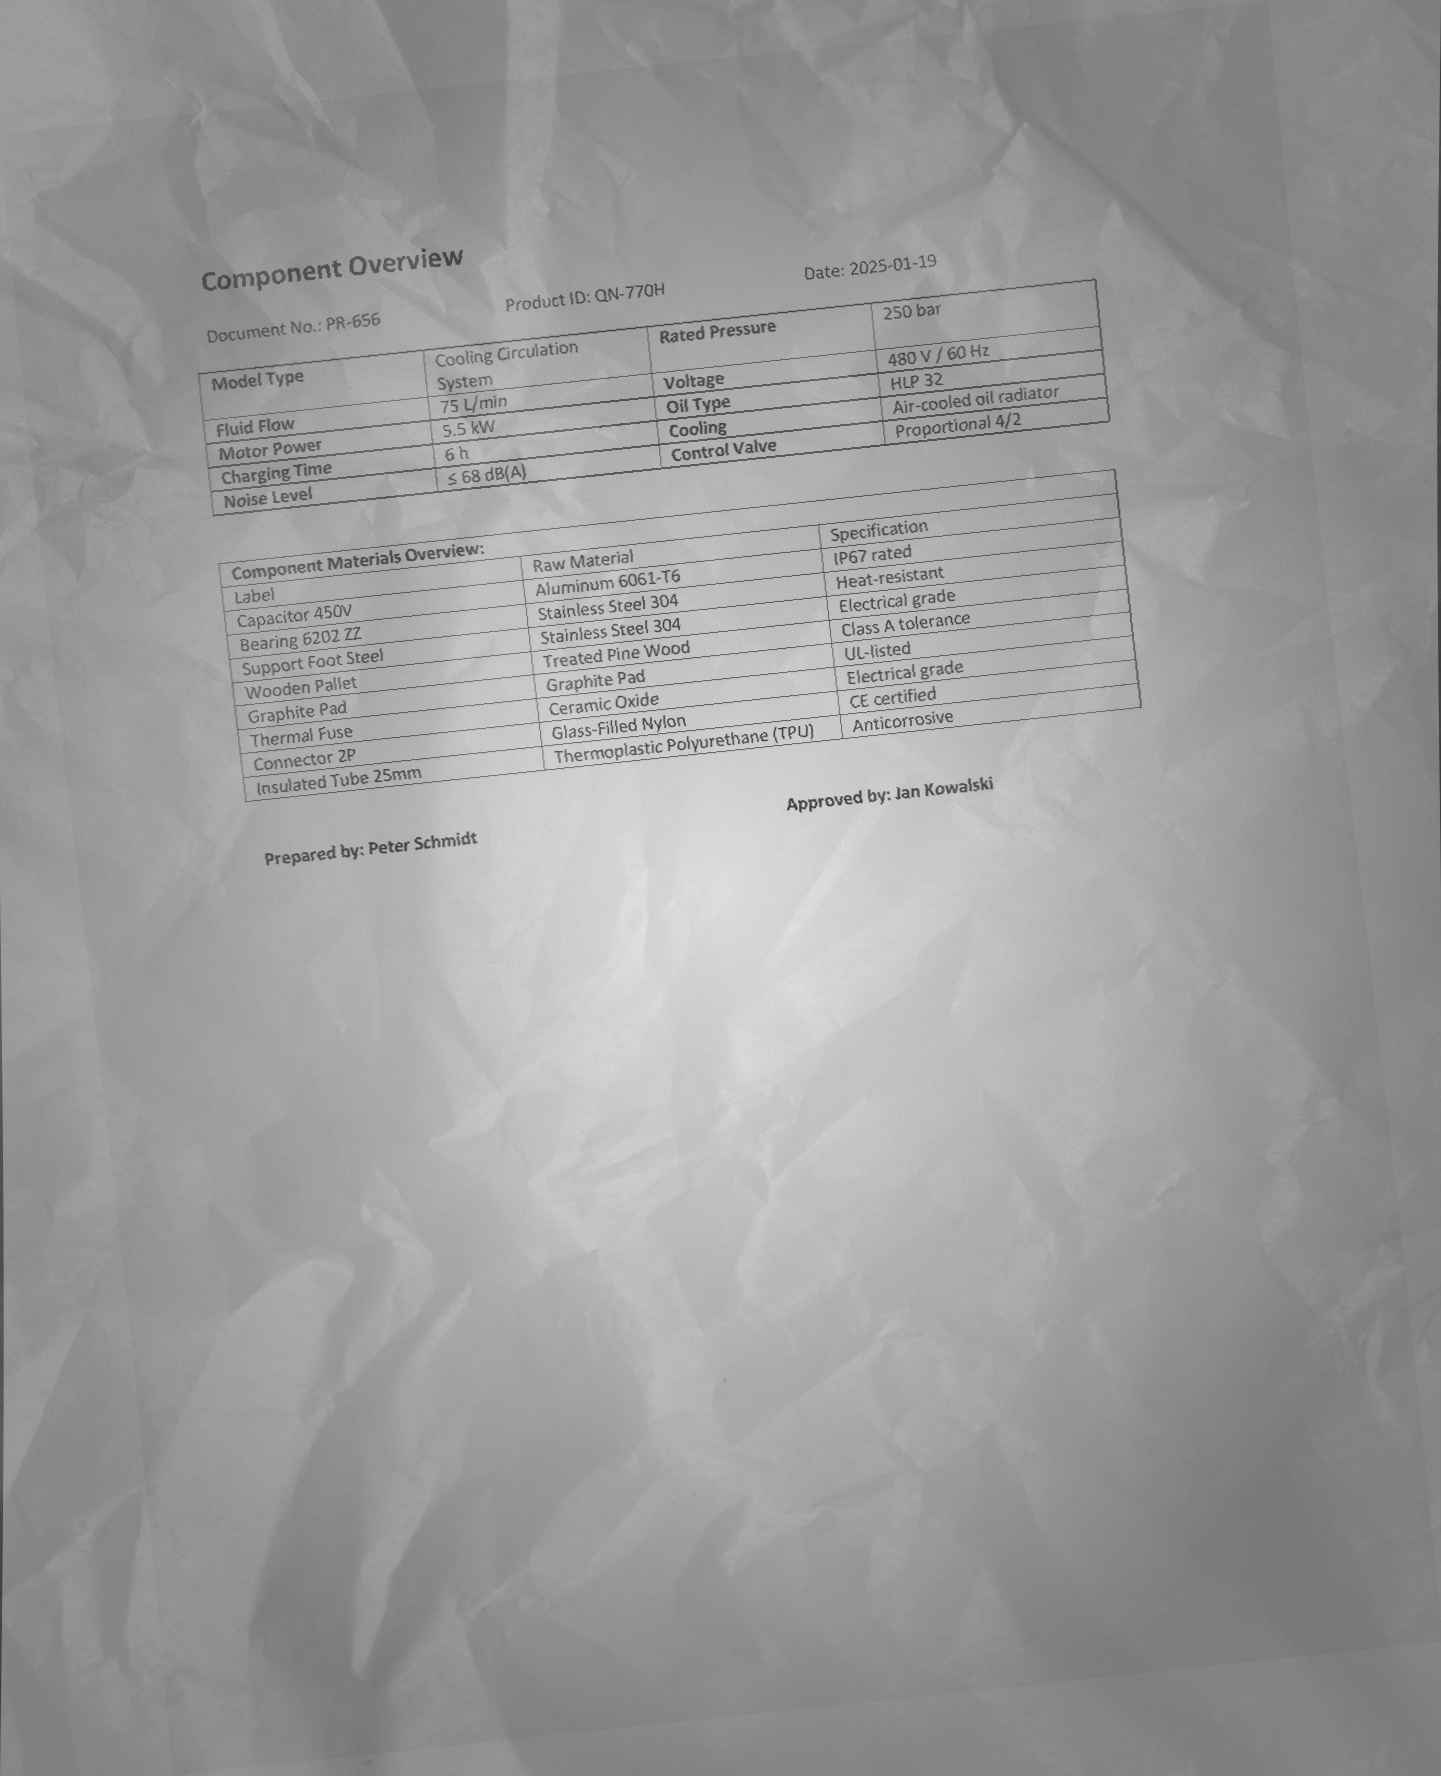 Component Overview
Document No.: PR-656 Product ID: QN-770H Date: 2025-01-19
Model Type Cooling Circulation System Rated Pressure 250 bar
Fluid Flow 75 L/min Voltage 480 V / 60 Hz
Motor Power 5.5 kW Oil Type HLP 32
Charging Time 6 h Cooling Air-cooled oil radiator
Noise Level ≤ 68 dB(A) Control Valve Proportional 4/2
Component Materials Overview:
Label Raw Material Specification
Capacitor 450V Aluminum 6061-T6 IP67 rated
Bearing 6202 ZZ Stainless Steel 304 Heat-resistant
Support Foot Steel Stainless Steel 304 Electrical grade
Wooden Pallet Treated Pine Wood Class A tolerance
Graphite Pad Graphite Pad UL-listed
Thermal Fuse Ceramic Oxide Electrical grade
Connector 2P Glass-Filled Nylon CE certified
Insulated Tube 25mm Thermoplastic Polyurethane (TPU) Anticorrosive
Prepared by: Peter Schmidt Approved by: Jan Kowalski